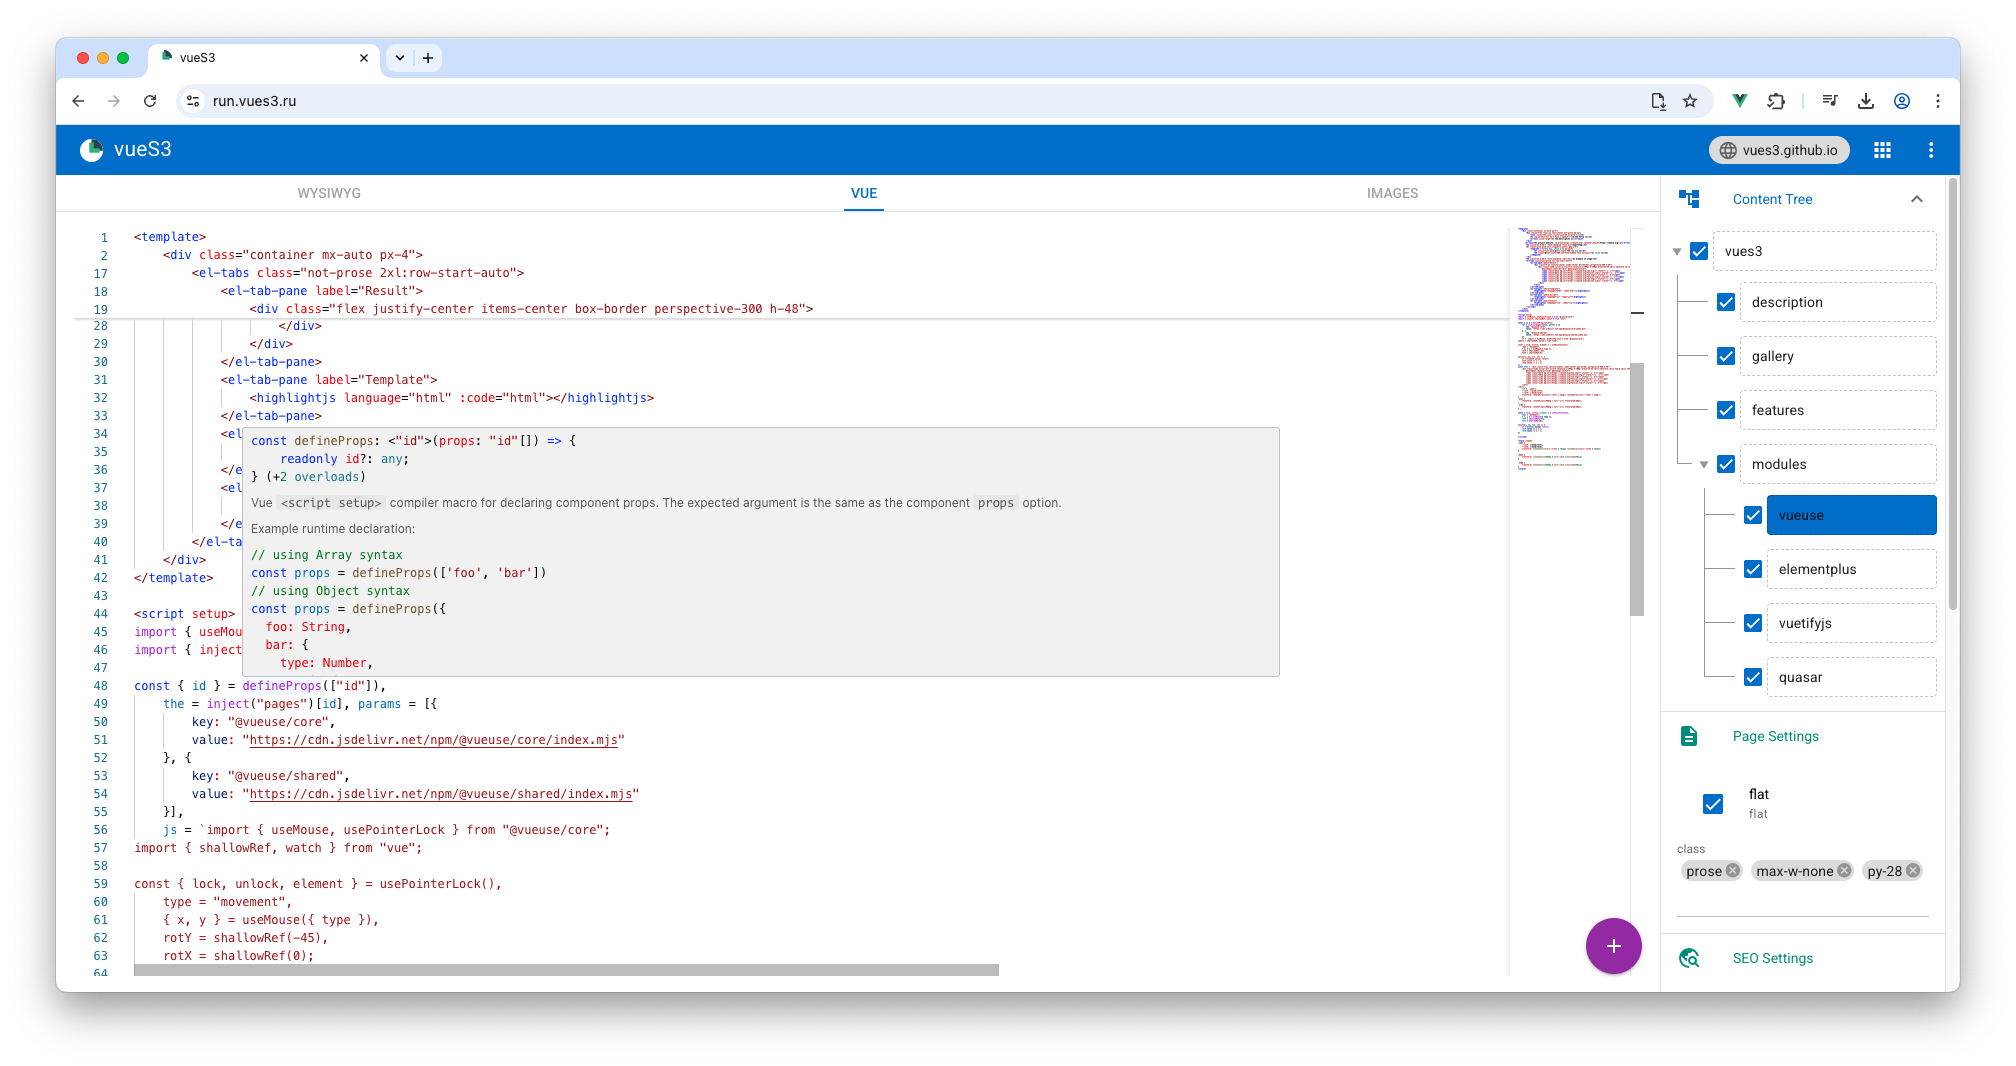 vueS3
run.vues3.ru
vueS3
vues3.github.io
WYSIWYG
VUE
IMAGES
1 <template>
2 <div class="container mx-auto px-4">
17 <el-tabs class="not-prose 2xl:row-start-auto">
18 <el-tab-pane label="Result">
19 <div class="flex justify-center items-center box-border perspective-300 h-48">
28 </div>
29 </div>
30 </el-tab-pane>
31 <el-tab-pane label="Template">
32 <highlightjs language="html" :code="html"></highlightjs>
33 </el-tab-pane>
34 <el
35
36 </e
37 <el
38
39 </e
40 </el-ta
41 </div>
42 </template>
43
44 <script setup>
45 import { useMou
46 import { inject
47
48 const { id } = defineProps(["id"]),
49 the = inject("pages")[id], params = [{
50 key: "@vueuse/core",
51 value: "https://cdn.jsdelivr.net/npm/@vueuse/core/index.mjs"
52 }, {
53 key: "@vueuse/shared",
54 value: "https://cdn.jsdelivr.net/npm/@vueuse/shared/index.mjs"
55 }],
56 js = `import { useMouse, usePointerLock } from "@vueuse/core";
57 import { shallowRef, watch } from "vue";
58
59 const { lock, unlock, element } = usePointerLock(),
60 type = "movement",
61 { x, y } = useMouse({ type }),
62 rotY = shallowRef(-45),
63 rotX = shallowRef(0);
64
const defineProps: <"id">(props: "id"[]) => {
readonly id?: any;
} (+2 overloads)
Vue <script setup> compiler macro for declaring component props. The expected argument is the same as the component props option.
Example runtime declaration:
// using Array syntax
const props = defineProps(['foo', 'bar'])
// using Object syntax
const props = defineProps({
foo: String,
bar: {
type: Number,
Content Tree
vues3
description
gallery
features
modules
vueuse
elementplus
vuetifyjs
quasar
Page Settings
flat
flat
class
prose
max-w-none
py-28
SEO Settings